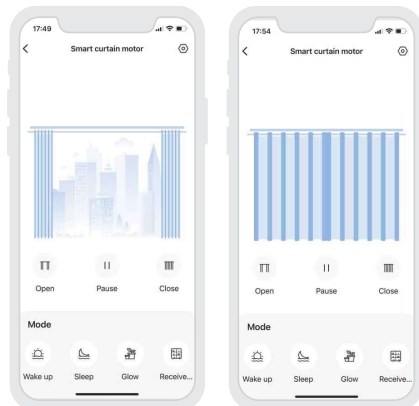 17:49
Smart curtain motor
Open Pause Close
Mode
Wake up Sleep Glow Receive...
17:54
Smart curtain motor
Open Pause Close
Mode
Wake up Sleep Glow Receive...